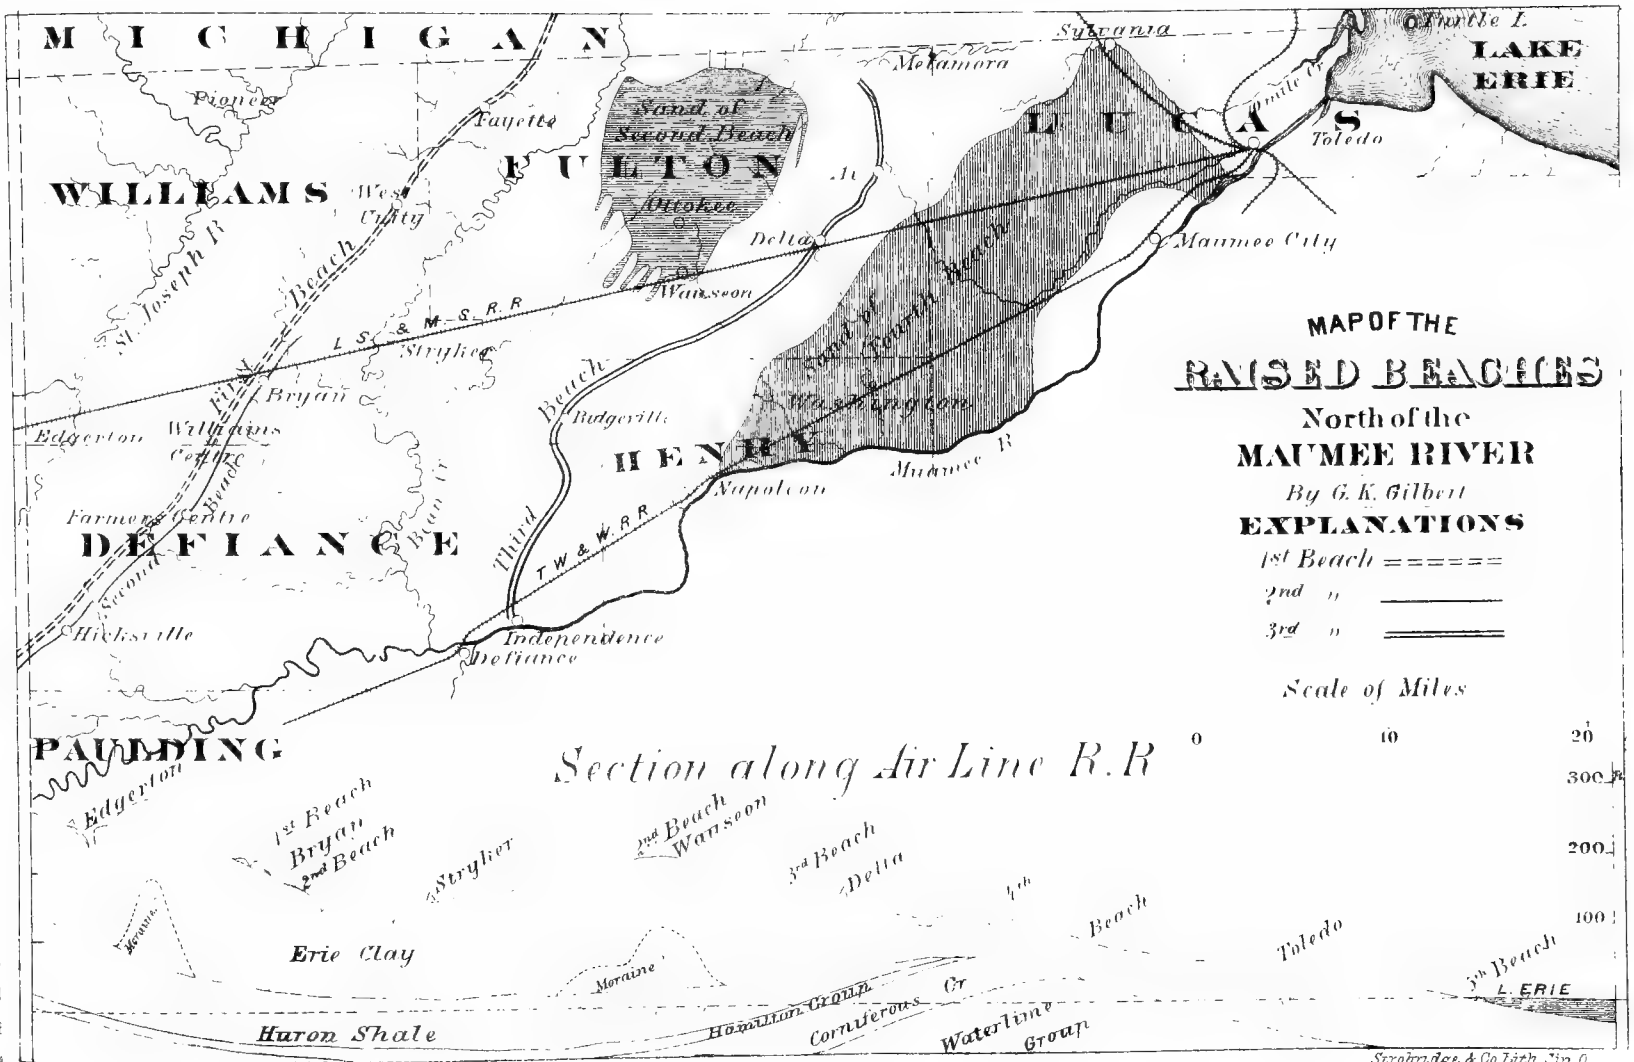 MICHIGAN
Sylvania
Turtle I.
LAKE
ERIE
Metamora
Pioneer
Fayette
Sand of
Second Beach
LUCAS
Toledo
FULTON
WILLIAMS
West
Unity
Ottokee
Delta
Maumee City
St. Joseph R
Beach
Wauseon
L S & M S R.R
Stryker
Sand of
Fourth Beach
MAP OF THE
RAISED BEACHES
North of the
MAUMEE RIVER
By G. K. Gilbert
EXPLANATIONS
1st Beach
2nd "
3rd "
Scale of Miles
0 10 20
First
Bryan
Beach
Ridgeville
Washington
Edgerton
Williams
Centre
HENRY
Maumee R
Napoleon
Beach
Farmers Centre
DEFIANCE
Third
T W & W. R R
Second
Hicksville
Independence
Defiance
PAULDING
Section along Air Line R.R
300 ft
200
100
Edgerton
1st Beach
Bryan
2nd Beach
Stryker
2nd Beach
Wauseon
3rd Beach
Delta
4th
Beach
Toledo
5th Beach
L. ERIE
Moraine
Erie Clay
Moraine
Huron Shale
Hamilton Group
Corniferous Gr
Waterlime
Group
Strobridge & Co Lith. Cin. O.